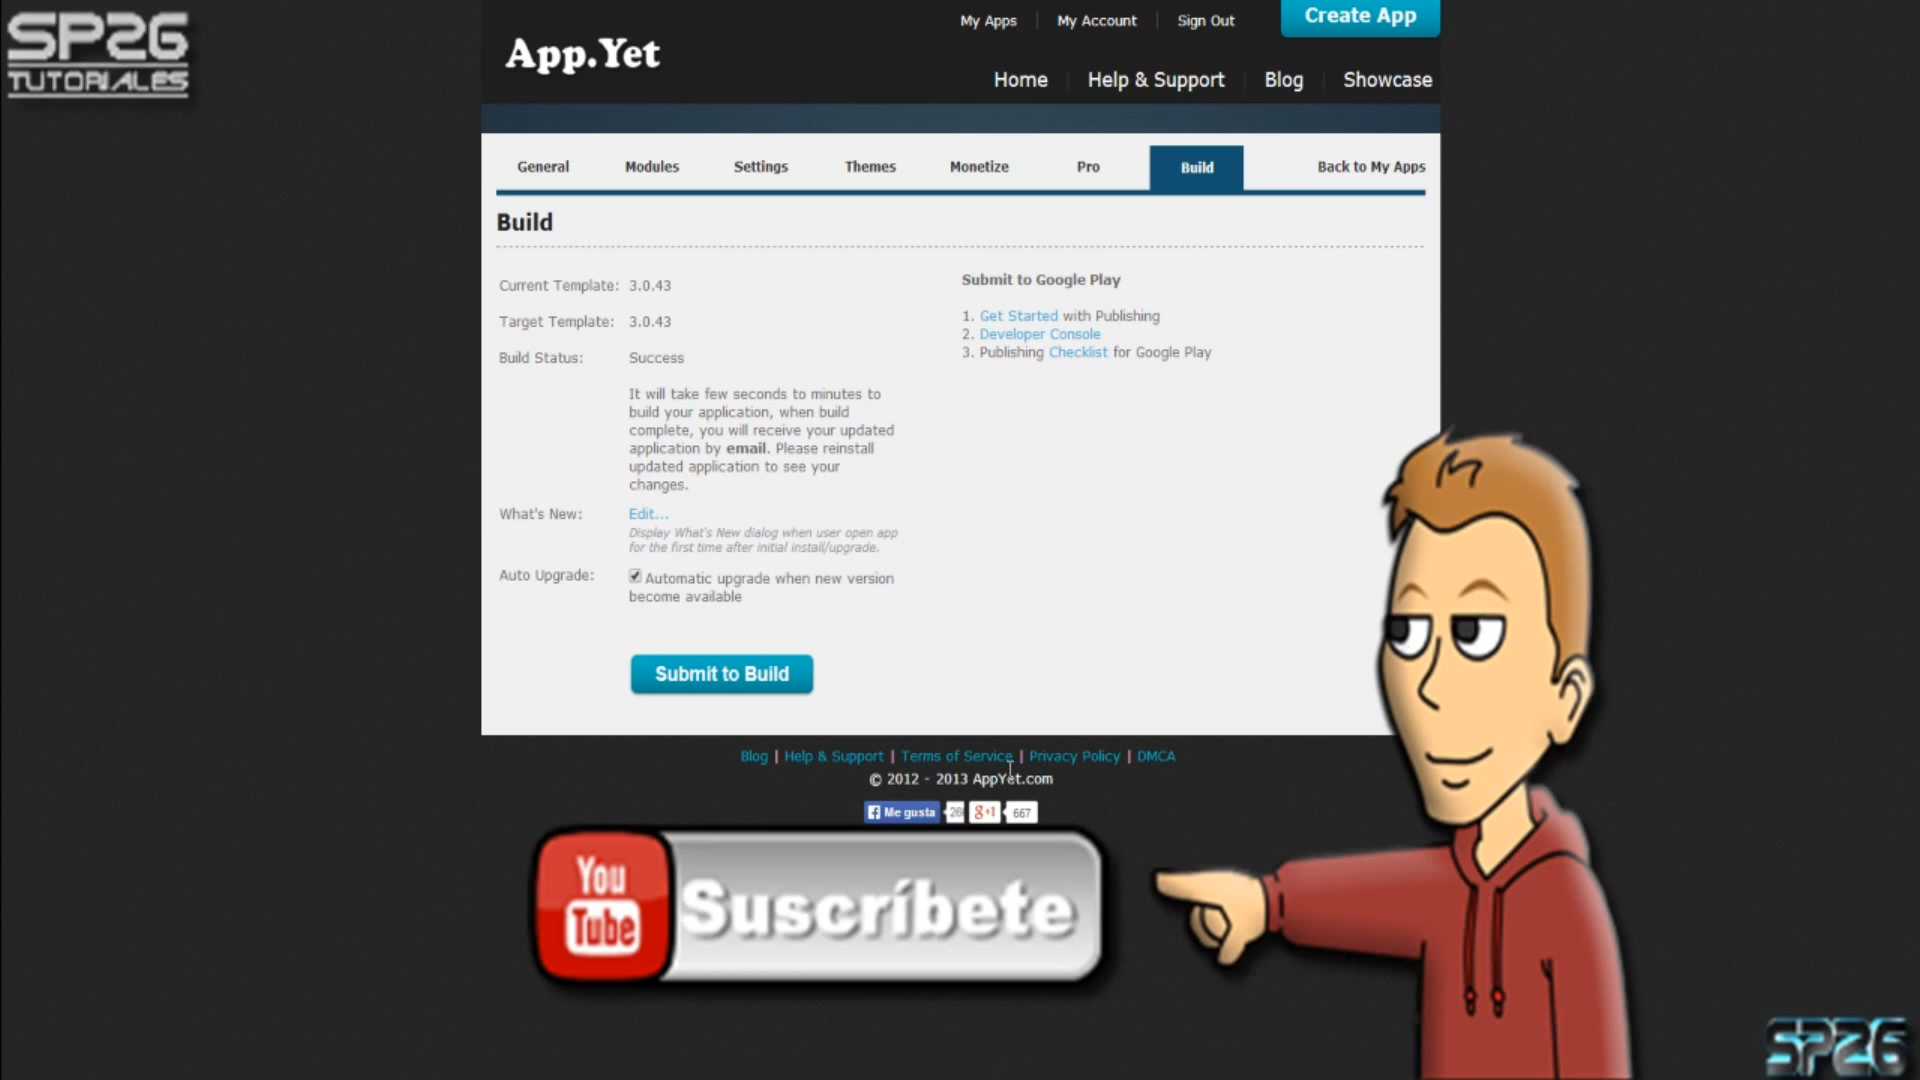 SP26
TUTORIALES
My Apps
My Account
Sign Out
Create App
App.Yet
Home
Help & Support
Blog
Showcase
General
Modules
Settings
Themes
Monetize
Pro
Build
Back to My Apps
Build
Current Template: 3.0.43
Target Template: 3.0.43
Build Status: Success
It will take few seconds to minutes to
build your application, when build
complete, you will receive your updated
application by email. Please reinstall
updated application to see your
changes.
What's New: Edit...
Display What's New dialog when user open app
for the first time after initial install/upgrade.
Auto Upgrade: Automatic upgrade when new version
become available
Submit to Build
Submit to Google Play
1. Get Started with Publishing
2. Developer Console
3. Publishing Checklist for Google Play
Blog | Help & Support | Terms of Service | Privacy Policy | DMCA
© 2012 - 2013 AppYet.com
Me gusta
g+1 667
You
Tube
Suscríbete
SP26